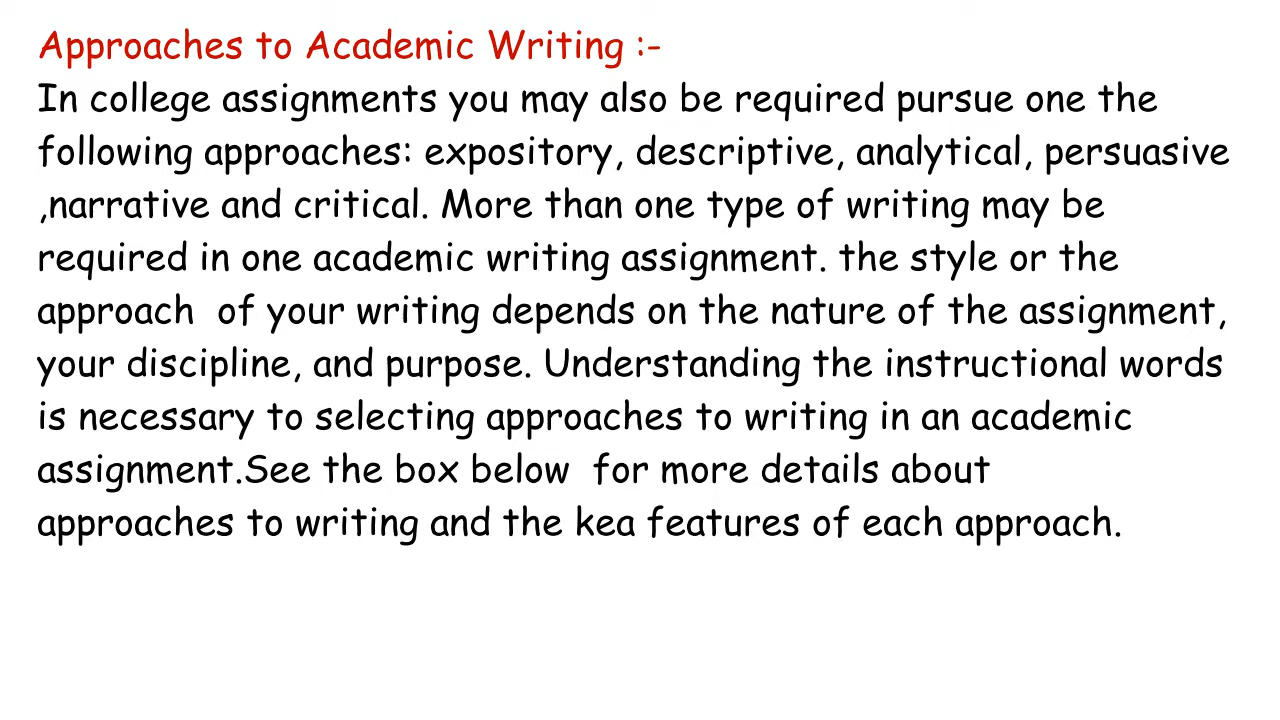 Approaches to Academic Writing :-
In college assignments you may also be required pursue one the
following approaches: expository, descriptive, analytical, persuasive
,narrative and critical. More than one type of writing may be
required in one academic writing assignment. the style or the
approach  of your writing depends on the nature of the assignment,
your discipline, and purpose. Understanding the instructional words
is necessary to selecting approaches to writing in an academic
assignment.See the box below  for more details about
approaches to writing and the kea features of each approach.